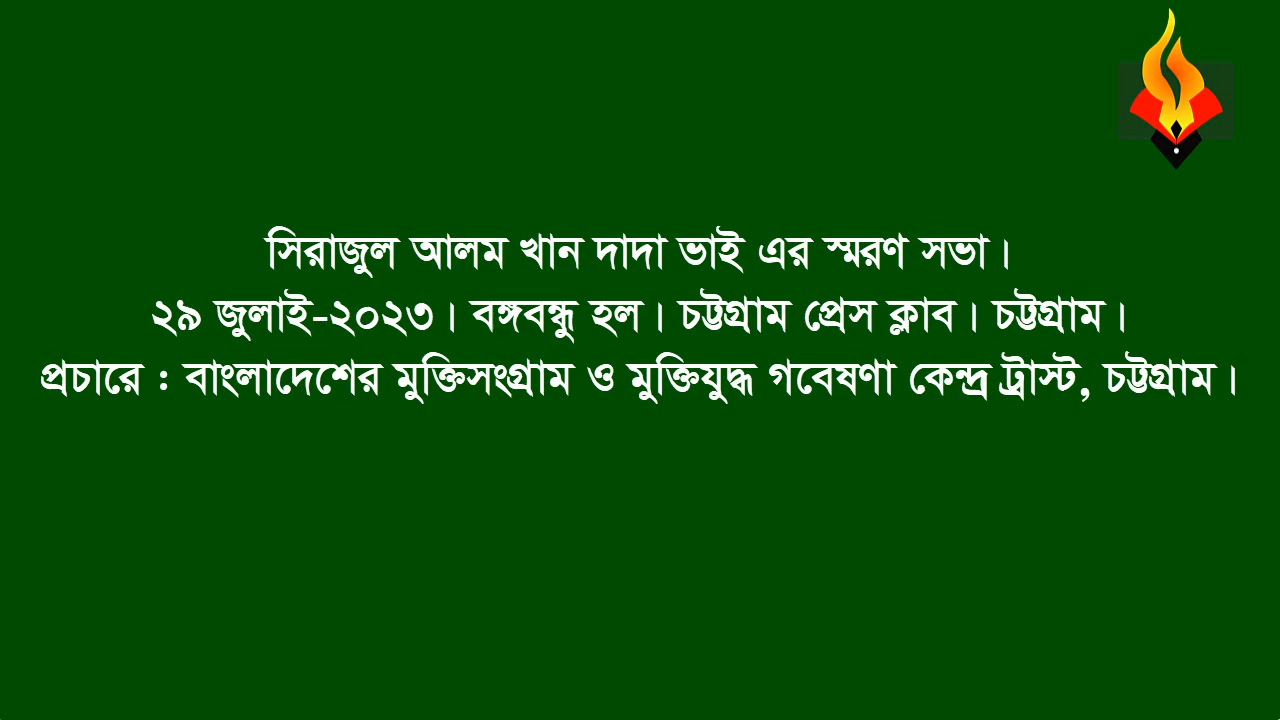 সিরাজুল আলম খান দাদা ভাই এর স্মরণ সভা।
২৯ জুলাই-২০২৩। বঙ্গবন্ধু হল। চট্টগ্রাম প্রেস ক্লাব। চট্টগ্রাম।
প্রচারে : বাংলাদেশের মুক্তিসংগ্রাম ও মুক্তিযুদ্ধ গবেষণা কেন্দ্র ট্রাস্ট, চট্টগ্রাম।